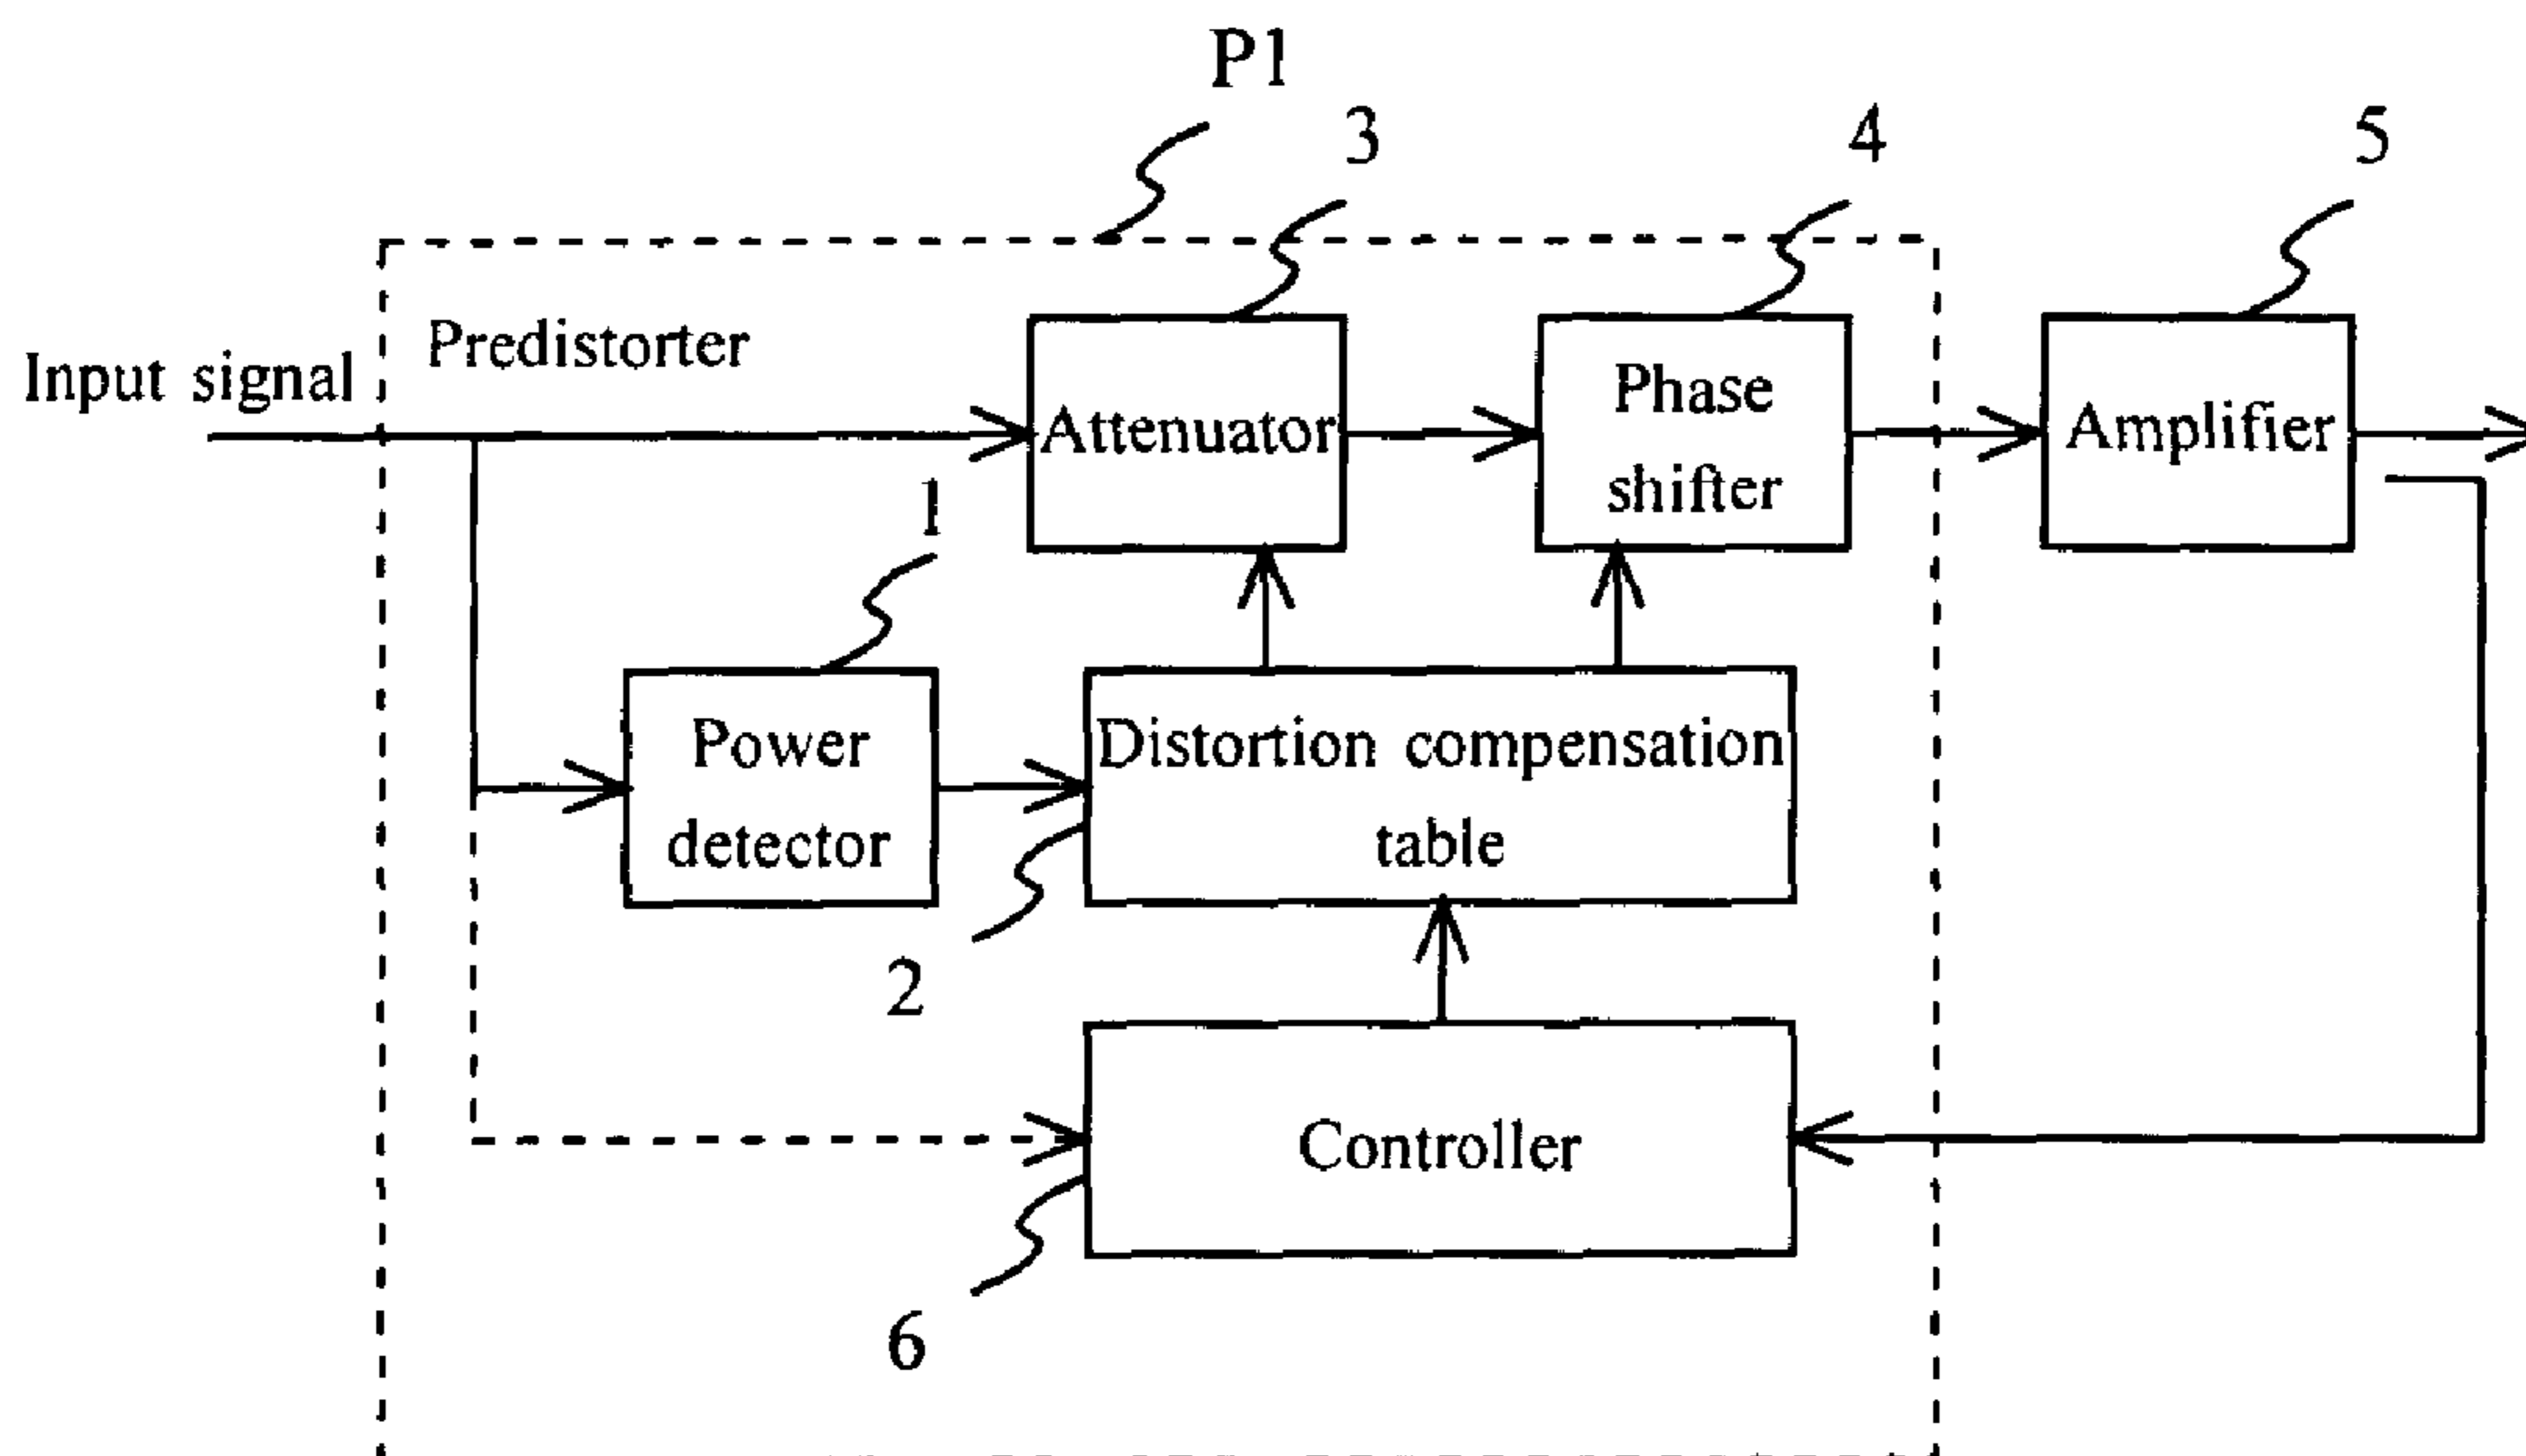 P1
3
4
5
Input signal
Predistorter
Attenuator
Phase
shifter
Amplifier
1
Power
detector
Distortion compensation
table
2
Controller
6